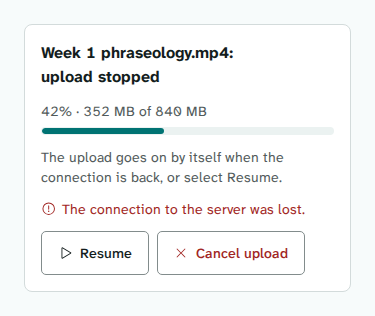 Week 1 phraseology.mp4:
upload stopped
42% · 352 MB of 840 MB
The upload goes on by itself when the
connection is back, or select Resume.
The connection to the server was lost.
Resume
Cancel upload